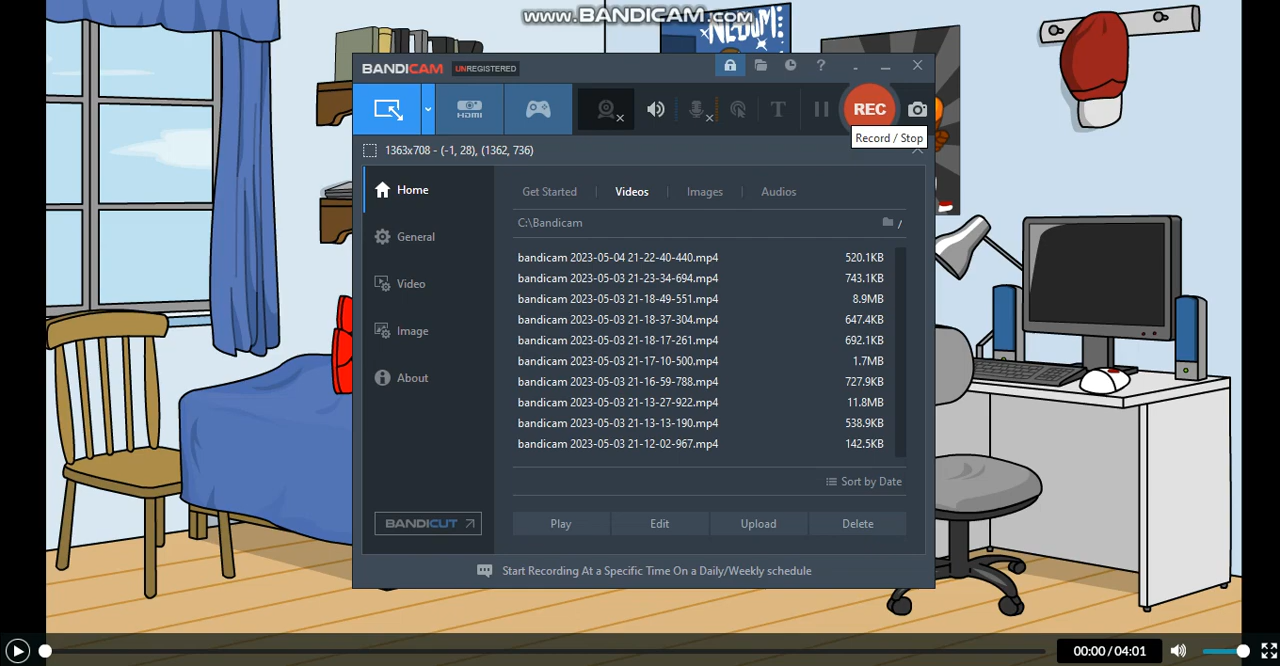 www.BANDICAM.com
NEDUM!
BANDICAM UNREGISTERED ?
HDMI T REC
Record / Stop
1363x708 - (-1, 28), (1362, 736)
Home
General
Video
Image
About
BANDICUT
Get Started Videos Images Audios
C:\Bandicam /
bandicam 2023-05-04 21-22-40-440.mp4 520.1KB
bandicam 2023-05-03 21-23-34-694.mp4 743.1KB
bandicam 2023-05-03 21-18-49-551.mp4 8.9MB
bandicam 2023-05-03 21-18-37-304.mp4 647.4KB
bandicam 2023-05-03 21-18-17-261.mp4 692.1KB
bandicam 2023-05-03 21-17-10-500.mp4 1.7MB
bandicam 2023-05-03 21-16-59-788.mp4 727.9KB
bandicam 2023-05-03 21-13-27-922.mp4 11.8MB
bandicam 2023-05-03 21-13-13-190.mp4 538.9KB
bandicam 2023-05-03 21-12-02-967.mp4 142.5KB
Sort by Date
Play Edit Upload Delete
Start Recording At a Specific Time On a Daily/Weekly schedule
00:00 / 04:01